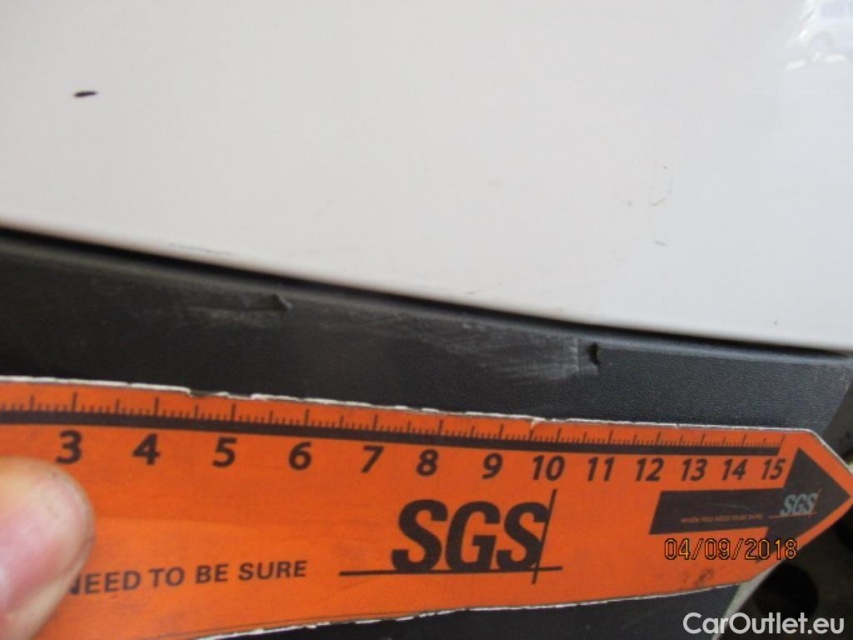 3 4 5 6 7 8 9 10 11 12 13 14 15
SGS
SGS
NEED TO BE SURE
04/09/2018
CarOutlet.eu